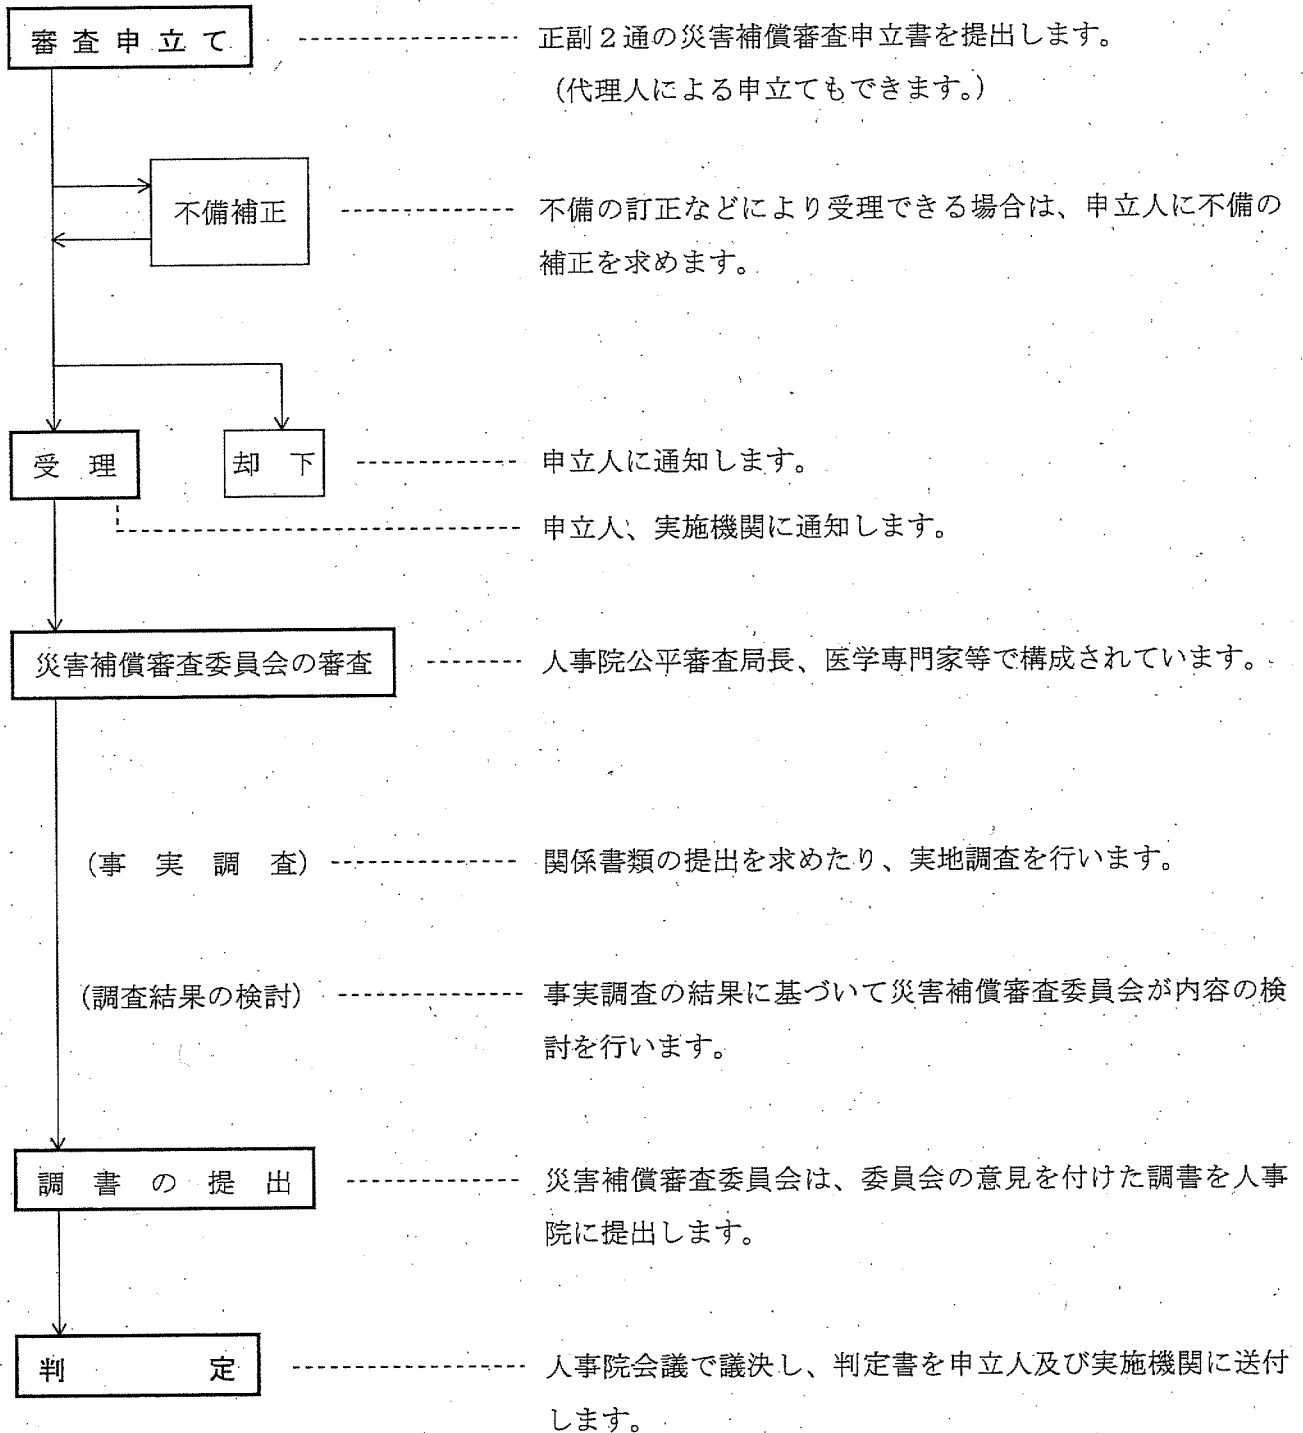 審査申立て
正副２通の災害補償審査申立書を提出します。
（代理人による申立てもできます。）
不備補正
不備の訂正などにより受理できる場合は、申立人に不備の
補正を求めます。
受理
却下
申立人に通知します。
申立人、実施機関に通知します。
災害補償審査委員会の審査
人事院公平審査局長、医学専門家等で構成されています。
（事実調査）
関係書類の提出を求めたり、実地調査を行います。
（調査結果の検討）
事実調査の結果に基づいて災害補償審査委員会が内容の検
討を行います。
調書の提出
災害補償審査委員会は、委員会の意見を付けた調書を人事
院に提出します。
判定
人事院会議で議決し、判定書を申立人及び実施機関に送付
します。